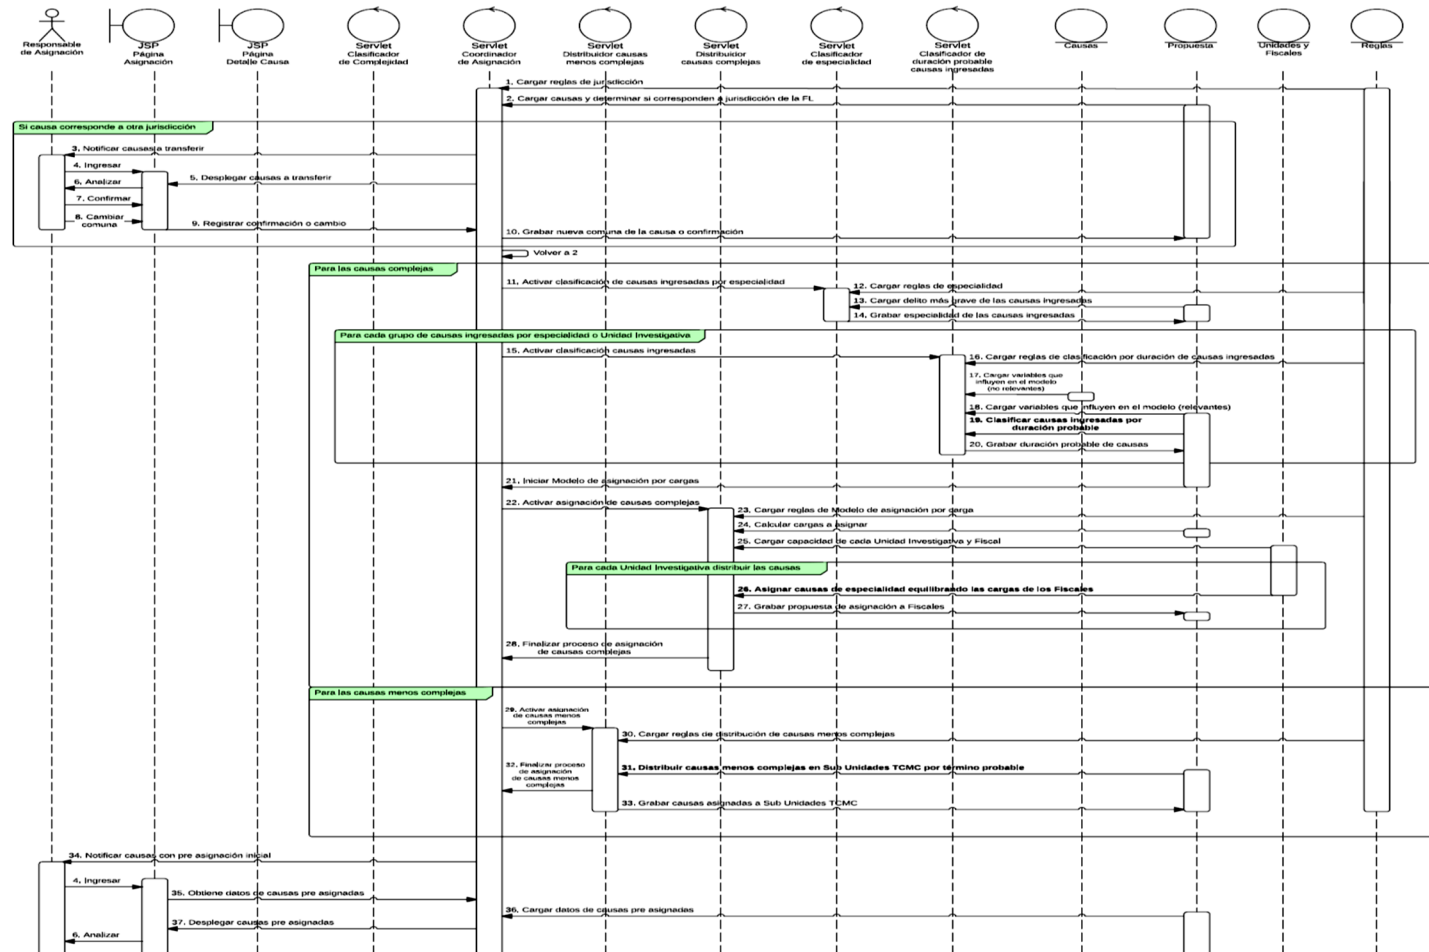 Responsable
de Asignación
JSP
Página
Asignación
JSP
Página
Detalle Causa
Servlet
Clasificador
de Complejidad
Servlet
Coordinador
de Asignación
Servlet
Distribuidor causas
menos complejas
Servlet
Distribuidor
causas complejas
Servlet
Clasificador
de especialidad
Servlet
Clasificador de
duración probable
causas ingresadas
Causas
Propuesta
Unidades y
Fiscales
Reglas
1. Cargar reglas de jurisdicción
2. Cargar causas y determinar si corresponden a jurisdicción de la FL
Si causa corresponde a otra jurisdicción
3. Notificar causas a transferir
4. Ingresar
5. Desplegar causas a transferir
6. Analizar
7. Confirmar
8. Cambiar
comuna
9. Registrar confirmación o cambio
10. Grabar nueva comuna de la causa o confirmación
Volver a 2
Para las causas complejas
11. Activar clasificación de causas ingresadas por especialidad
12. Cargar reglas de especialidad
13. Cargar delito más grave de las causas ingresadas
14. Grabar especialidad de las causas ingresadas
Para cada grupo de causas ingresadas por especialidad o Unidad Investigativa
15. Activar clasificación causas ingresadas
16. Cargar reglas de clasificación por duración de causas ingresadas
17. Cargar variables que
influyen en el modelo
(no relevantes)
18. Cargar variables que influyen en el modelo (relevantes)
19. Clasificar causas ingresadas por
duración probable
20. Grabar duración probable de causas
21. Iniciar Modelo de asignación por cargas
22. Activar asignación de causas complejas
23. Cargar reglas de Modelo de asignación por carga
24. Calcular cargas a asignar
25. Cargar capacidad de cada Unidad Investigativa y Fiscal
Para cada Unidad Investigativa distribuir las causas
26. Asignar causas de especialidad equilibrando las cargas de los Fiscales
27. Grabar propuesta de asignación a Fiscales
28. Finalizar proceso de asignación
de causas complejas
Para las causas menos complejas
29. Activar asignación
de causas menos
complejas
30. Cargar reglas de distribución de causas menos complejas
31. Distribuir causas menos complejas en Sub Unidades TCMC por término probable
32. Finalizar proceso
de asignación
de causas menos
complejas
33. Grabar causas asignadas a Sub Unidades TCMC
34. Notificar causas con pre asignación inicial
4. Ingresar
35. Obtiene datos de causas pre asignadas
36. Cargar datos de causas pre asignadas
37. Desplegar causas pre asignadas
6. Analizar